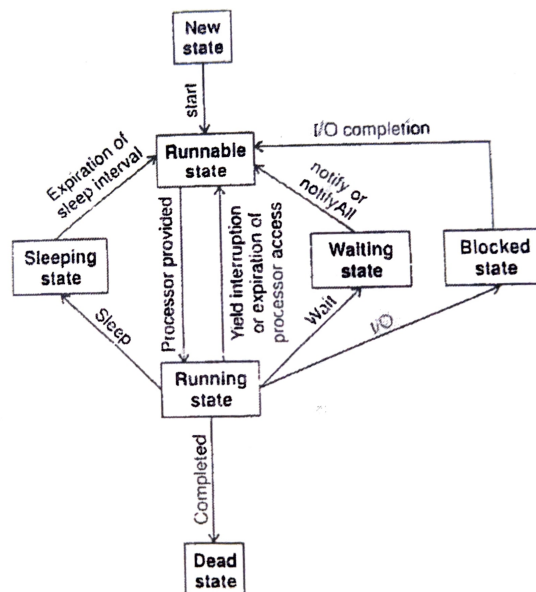 New
state
start
I/O completion
Runnable
state
Expiration of
sleep interval
notify or
notifyAll
Sleeping
state
Processor provided
Yield interruption
or expiration of
processor access
Waiting
state
Blocked
state
Sleep
Wait
I/O
Running
state
Completed
Dead
state